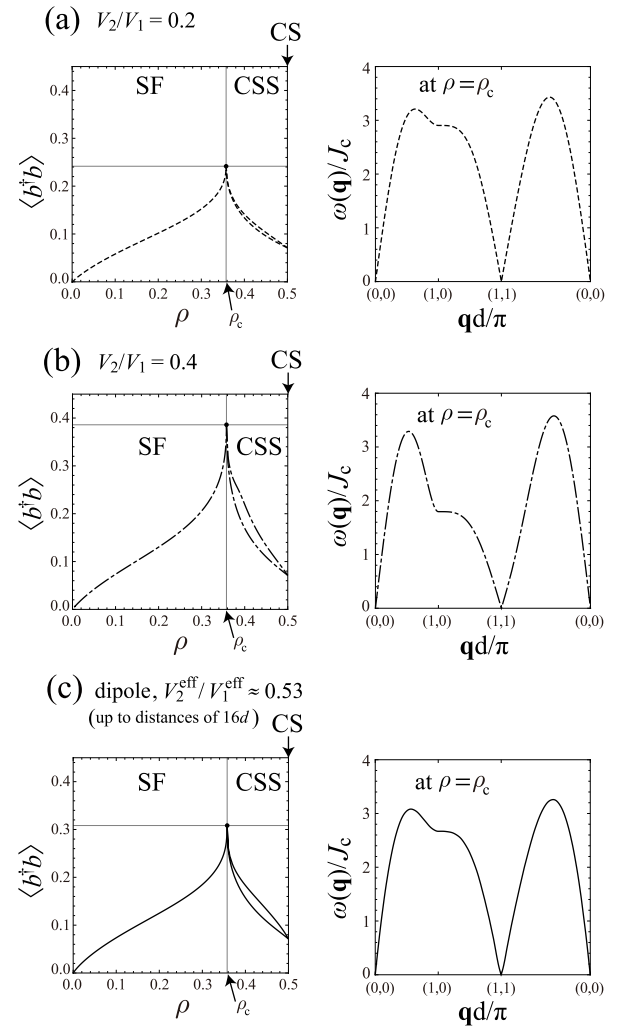 (a) V₂/V₁ = 0.2
CS
SF CSS
0.4
0.3
0.2
0.1
0.0
⟨b†b⟩
0.0 0.1 0.2 0.3 0.4 0.5
ρ
ρc
at ρ=ρc
4
3
2
1
0
ω(q)/Jc
(0,0) (1,0) (1,1) (0,0)
qd/π
(b) V₂/V₁ = 0.4
CS
SF CSS
0.4
0.3
0.2
0.1
0.0
⟨b†b⟩
0.0 0.1 0.2 0.3 0.4 0.5
ρ
ρc
at ρ=ρc
4
3
2
1
0
ω(q)/Jc
(0,0) (1,0) (1,1) (0,0)
qd/π
(c) dipole, V₂ᵉᶠᶠ/V₁ᵉᶠᶠ ≈ 0.53
(up to distances of 16d) CS
SF CSS
0.4
0.3
0.2
0.1
0.0
⟨b†b⟩
0.0 0.1 0.2 0.3 0.4 0.5
ρ
ρc
at ρ=ρc
4
3
2
1
0
ω(q)/Jc
(0,0) (1,0) (1,1) (0,0)
qd/π